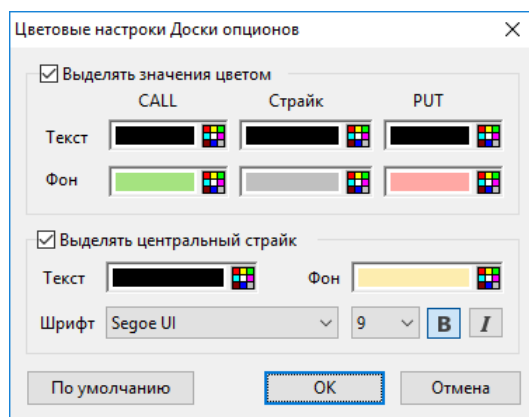 Цветовые настройки Доски опционов
Выделять значения цветом
CALL Страйк PUT
Текст
Фон
Выделять центральный страйк
Текст Фон
Шрифт Segoe UI 9 B I
По умолчанию OK Отмена